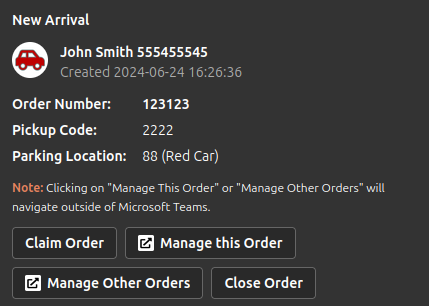 New Arrival
John Smith 555455545
Created 2024-06-24 16:26:36
Order Number: 123123
Pickup Code: 2222
Parking Location: 88 (Red Car)
Note: Clicking on "Manage This Order" or "Manage Other Orders" will
navigate outside of Microsoft Teams.
Claim Order Manage this Order
Manage Other Orders Close Order